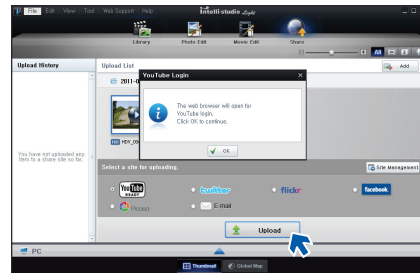 File Edit View Tool Web Support Help Intelli studio Light
Library Photo Edit Movie Edit Share
All
Upload History Upload List Add
2011-0
YouTube Login
The web browser will open for
YouTube login.
Click OK to continue.
OK
HDV_00
You have not uploaded any
item to a share site so far.
Select a site for uploading. Site Management
YouTube READY twitter flickr facebook
Picasa E-mail
Upload
PC
Thumbnail Global Map